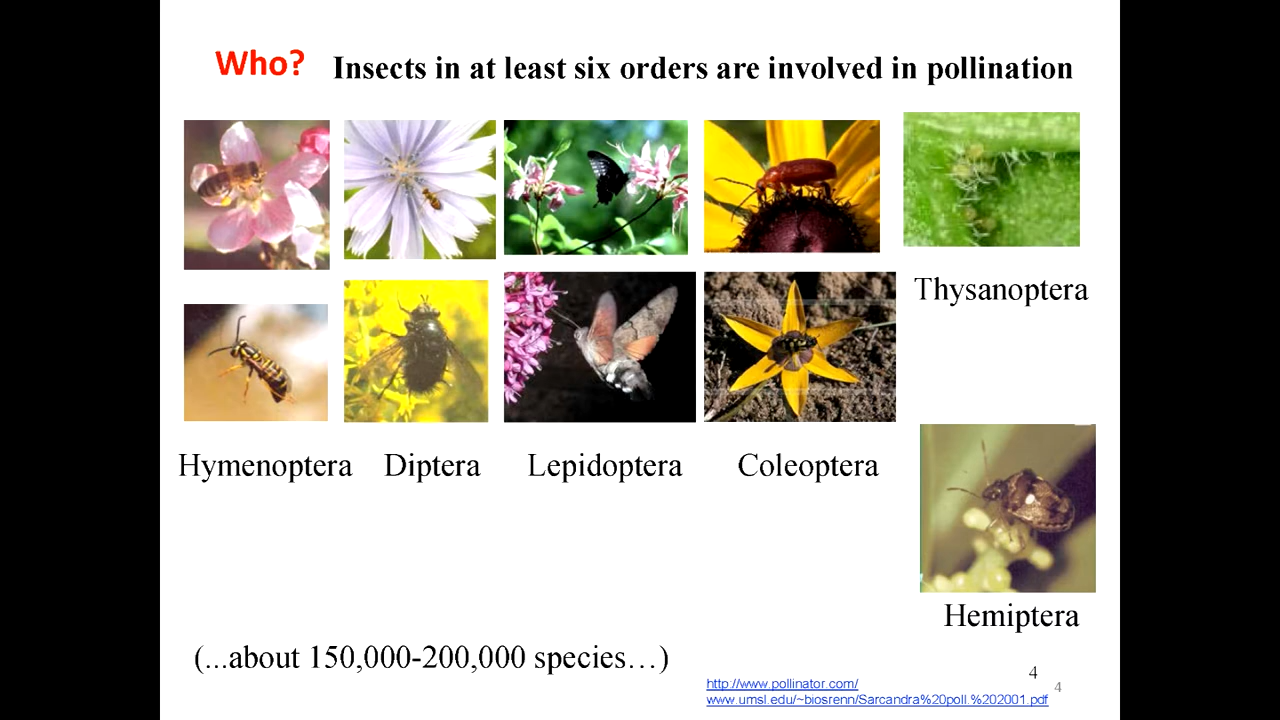 Who? Insects in at least six orders are involved in pollination
Thysanoptera
Hymenoptera Diptera Lepidoptera Coleoptera
Hemiptera
(...about 150,000-200,000 species…)
4
4
http://www.pollinator.com/
www.umsl.edu/~biosrenn/Sarcandra%20poll.%202001.pdf